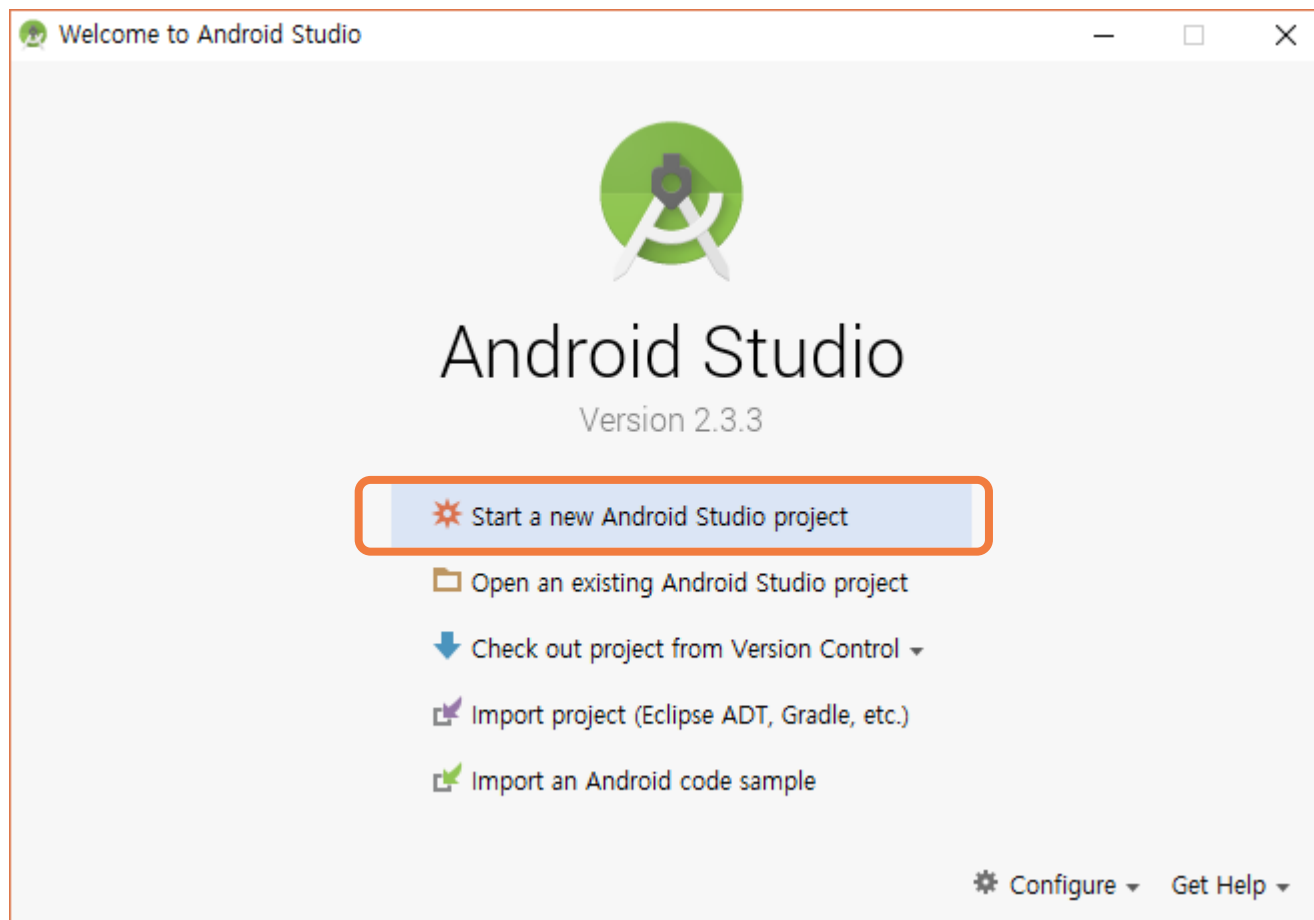 Welcome to Android Studio
Android Studio
Version 2.3.3
Start a new Android Studio project
Open an existing Android Studio project
Check out project from Version Control
Import project (Eclipse ADT, Gradle, etc.)
Import an Android code sample
Configure Get Help